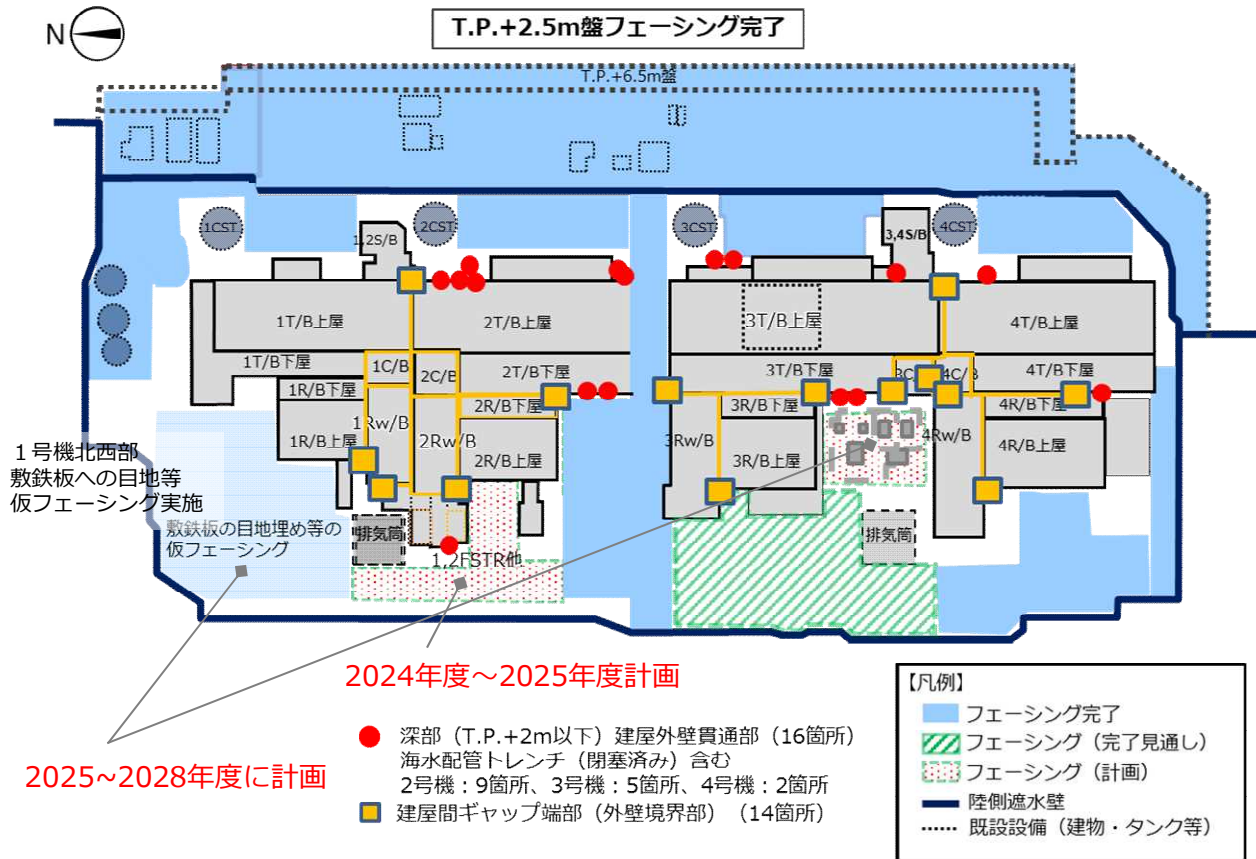 N
T.P.+2.5m盤フェーシング完了
T.P.+6.5m盤
1CST
1,2S/B
2CST
3CST
3,4S/B
4CST
1T/B上屋
2T/B上屋
3T/B上屋
4T/B上屋
1T/B下屋
1C/B
2C/B
2T/B下屋
3T/B下屋
3C/B
4C/B
4T/B下屋
1R/B下屋
1Rw/B
2Rw/B
2R/B下屋
3R/B下屋
4R/B下屋
1R/B上屋
2R/B上屋
3Rw/B
3R/B上屋
4Rw/B
4R/B上屋
1号機北西部
敷鉄板への目地等
仮フェーシング実施
敷鉄板の目地埋め等の
仮フェーシング
排気筒
1,2FSTR他
排気筒
2024年度～2025年度計画
2025~2028年度に計画
深部（T.P.+2m以下）建屋外壁貫通部（16箇所）
海水配管トレンチ（閉塞済み）含む
2号機：9箇所、3号機：5箇所、4号機：2箇所
建屋間ギャップ端部（外壁境界部）（14箇所）
【凡例】
フェーシング完了
フェーシング（完了見通し）
フェーシング（計画）
陸側遮水壁
既設設備（建物・タンク等）